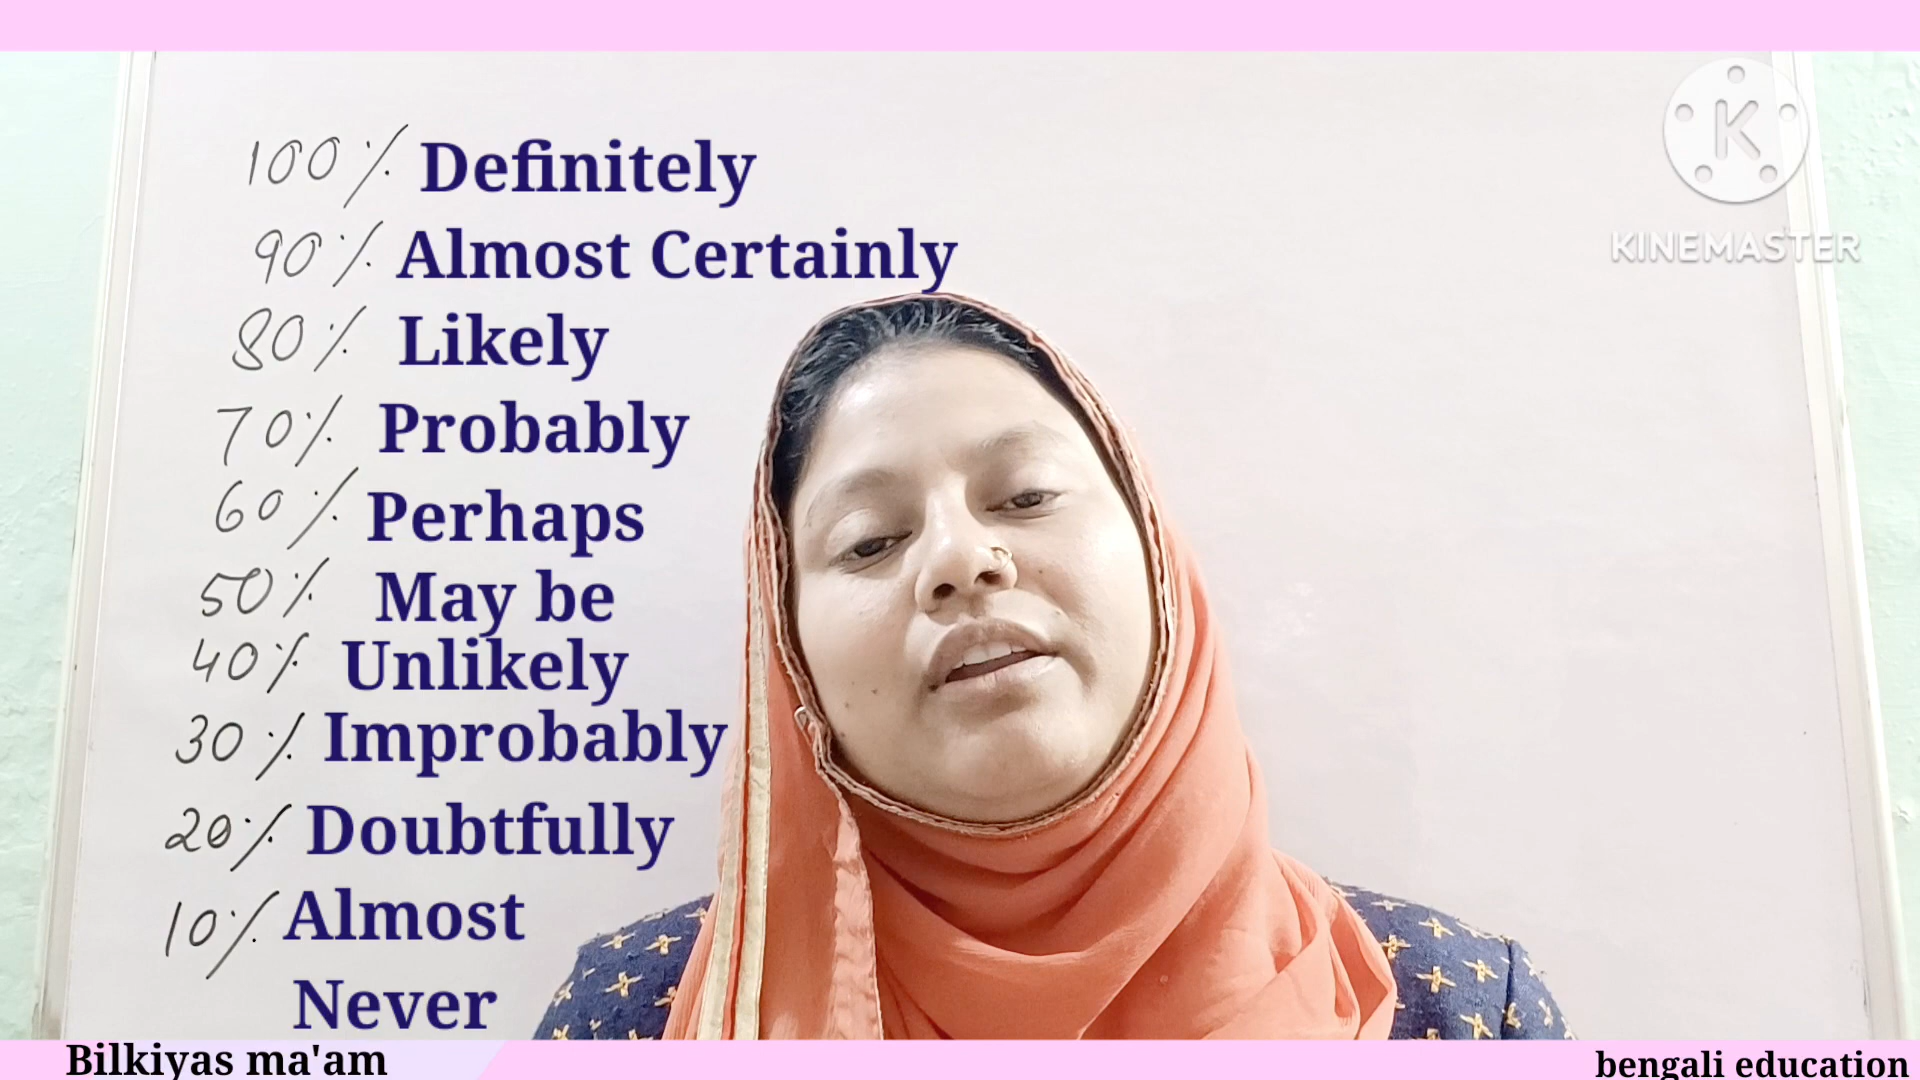 100% Definitely
90% Almost Certainly
80% Likely
70% Probably
60% Perhaps
50% May be
40% Unlikely
30% Improbably
20% Doubtfully
10% Almost
Never
K
KINEMASTER
Bilkiyas ma'am
bengali education